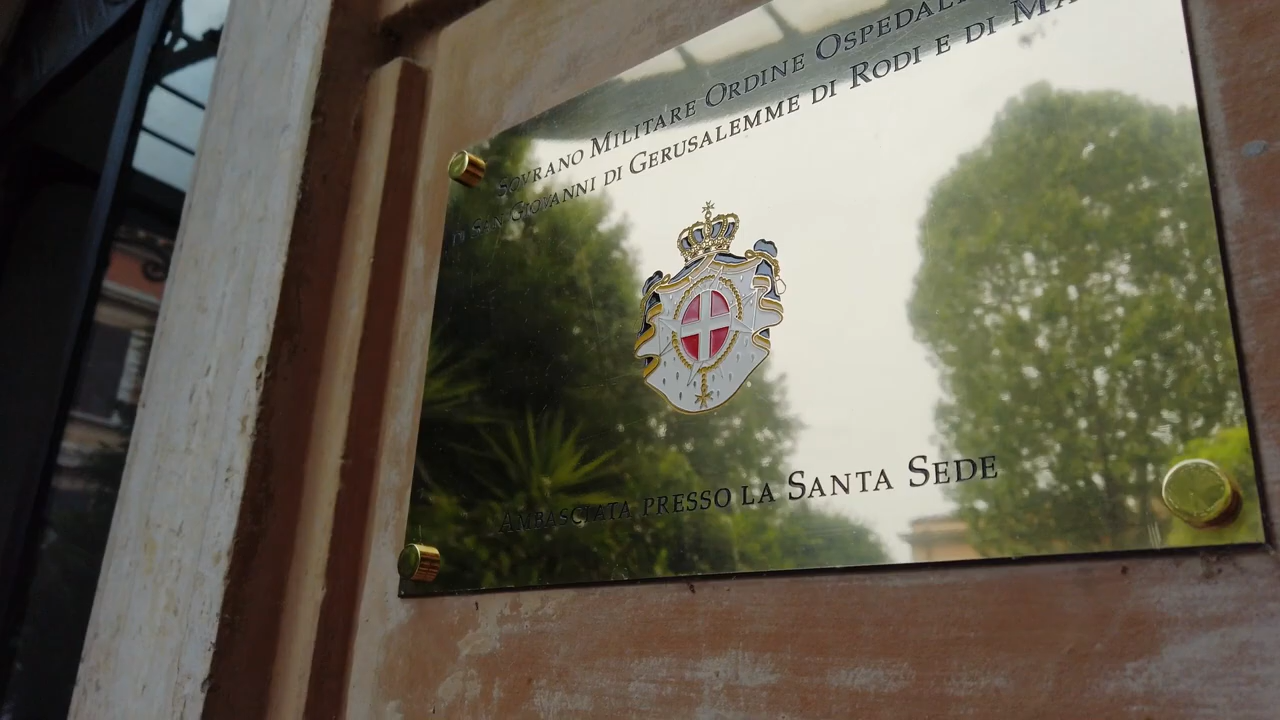 Sovrano Militare Ordine Ospedal
di San Giovanni di Gerusalemme di Rodi e di Ma
Ambasciata presso la Santa Sede